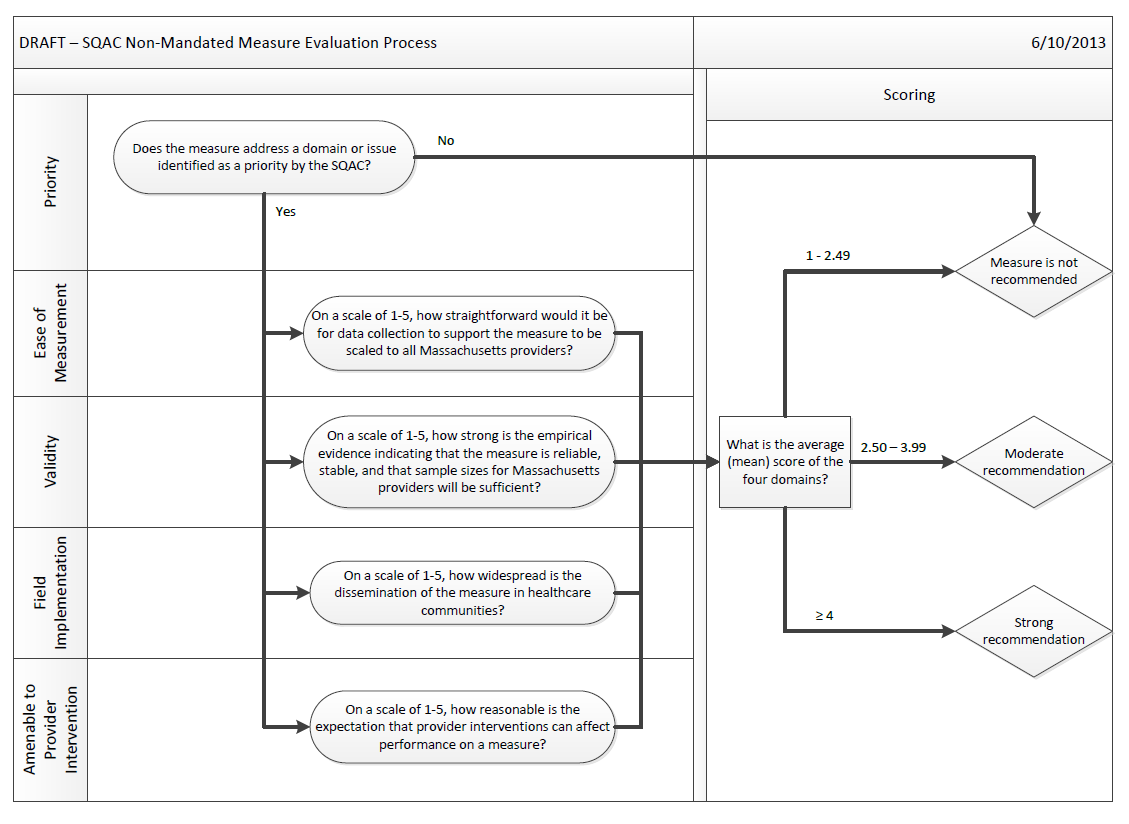 DRAFT – SQAC Non-Mandated Measure Evaluation Process
6/10/2013
Scoring
Priority
Does the measure address a domain or issue
identified as a priority by the SQAC?
No
Yes
Ease of
Measurement
On a scale of 1-5, how straightforward would it be
for data collection to support the measure to be
scaled to all Massachusetts providers?
Validity
On a scale of 1-5, how strong is the empirical
evidence indicating that the measure is reliable,
stable, and that sample sizes for Massachusetts
providers will be sufficient?
Field
Implementation
On a scale of 1-5, how widespread is the
dissemination of the measure in healthcare
communities?
Amenable to
Provider
Intervention
On a scale of 1-5, how reasonable is the
expectation that provider interventions can affect
performance on a measure?
What is the average
(mean) score of the
four domains?
1 - 2.49
Measure is not
recommended
2.50 – 3.99
Moderate
recommendation
≥ 4
Strong
recommendation